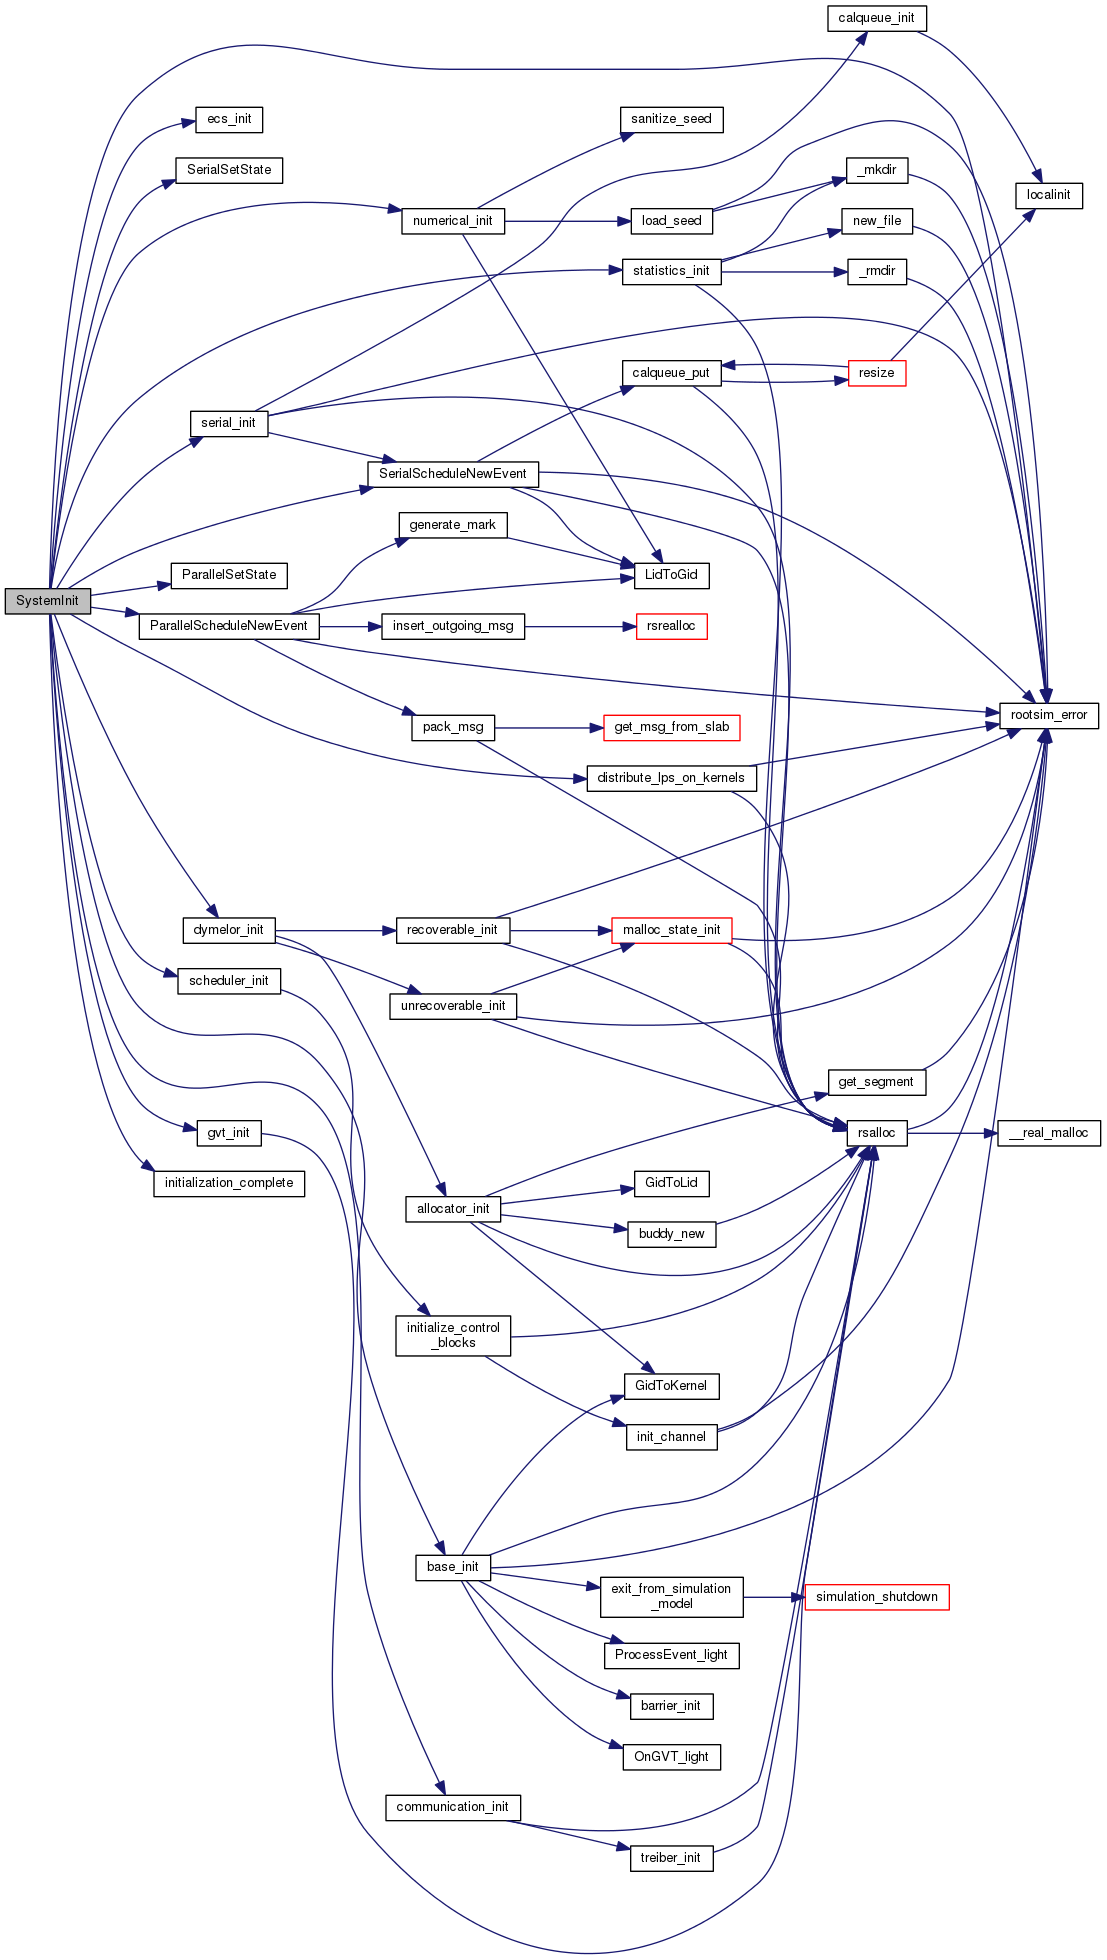 calqueue_init
ecs_init
sanitize_seed
SerialSetState
_mkdir
localinit
numerical_init
load_seed
new_file
statistics_init
_rmdir
calqueue_put
resize
serial_init
SerialScheduleNewEvent
generate_mark
ParallelSetState
LidToGid
SystemInit
ParallelScheduleNewEvent
insert_outgoing_msg
rsrealloc
rootsim_error
pack_msg
get_msg_from_slab
distribute_lps_on_kernels
dymelor_init
recoverable_init
malloc_state_init
scheduler_init
unrecoverable_init
get_segment
gvt_init
rsalloc
__real_malloc
initialization_complete
GidToLid
allocator_init
buddy_new
initialize_control
_blocks
GidToKernel
init_channel
base_init
exit_from_simulation
_model
simulation_shutdown
ProcessEvent_light
barrier_init
OnGVT_light
communication_init
treiber_init